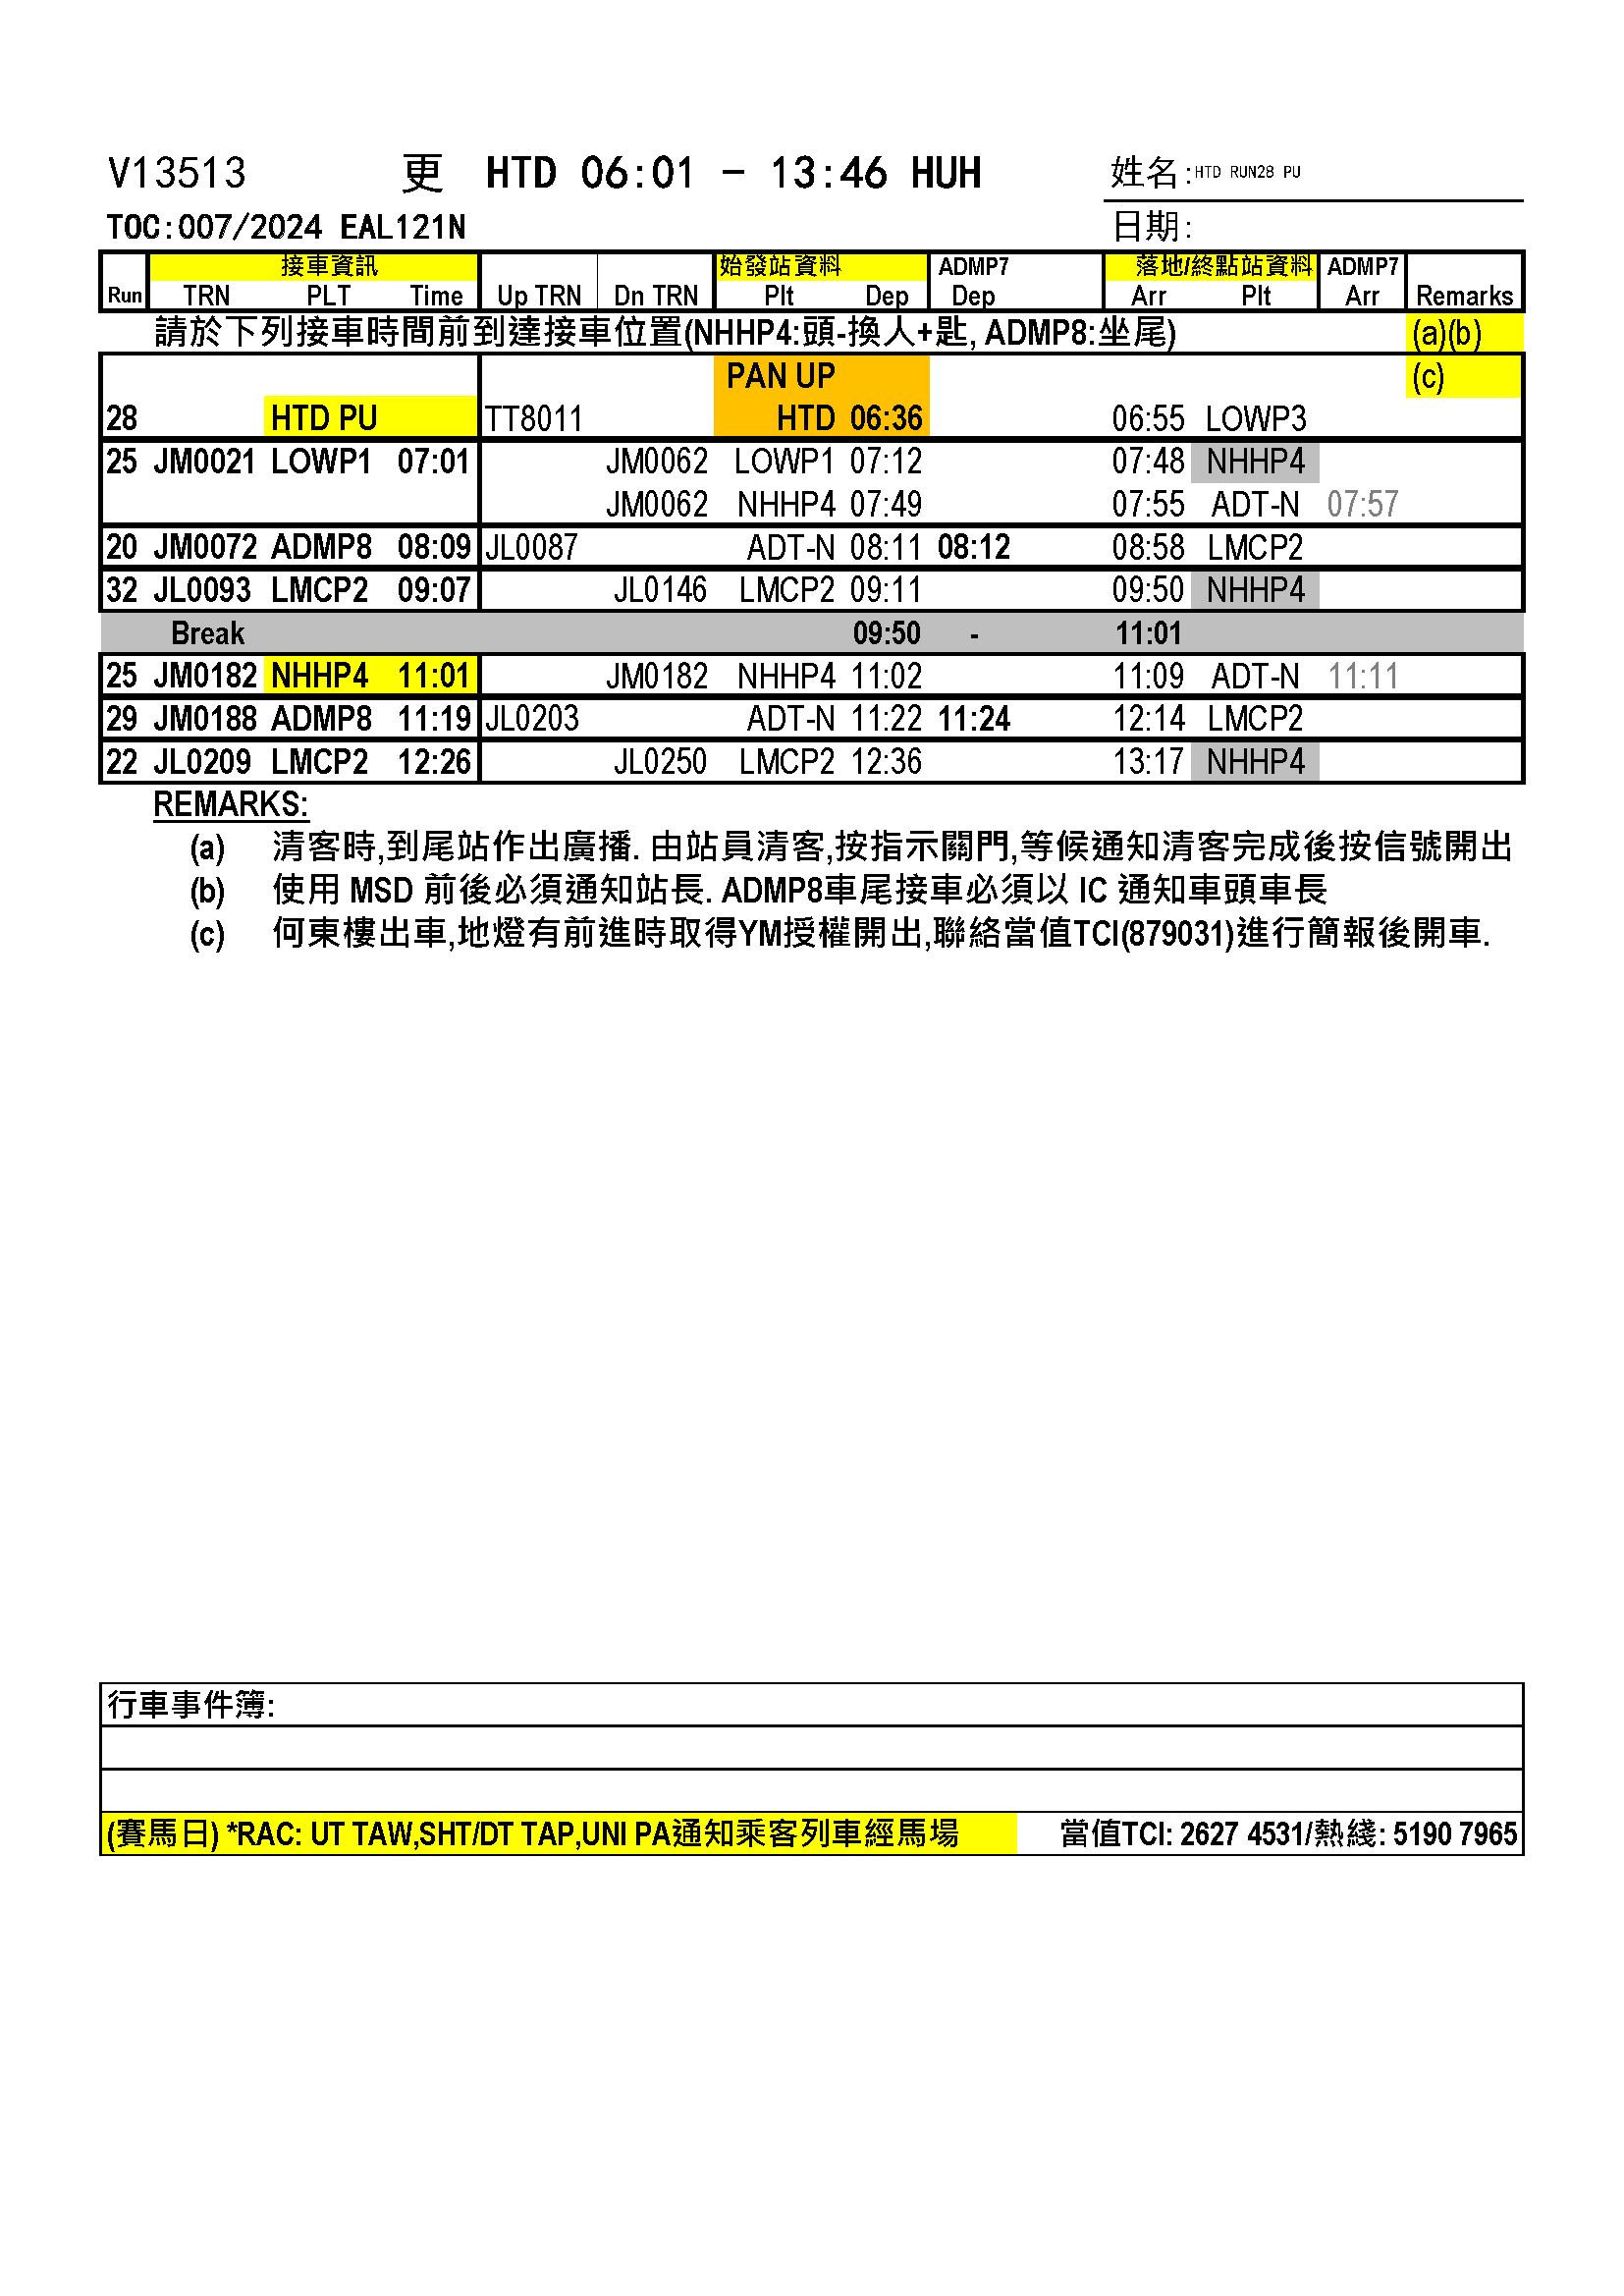 V13513 更 HTD 06:01 - 13:46 HUH 姓名:HTD RUN28 PU
TOC:007/2024 EAL121N 日期:
接車資訊 始發站資料 ADMP7 落地/終點站資料 ADMP7
Run TRN PLT Time Up TRN Dn TRN Plt Dep Dep Arr Plt Arr Remarks
請於下列接車時間前到達接車位置(NHHP4:頭-換人+匙, ADMP8:坐尾) (a)(b)
PAN UP (c)
28 HTD PU TT8011 HTD 06:36 06:55 LOWP3
25 JM0021 LOWP1 07:01 JM0062 LOWP1 07:12 07:48 NHHP4
JM0062 NHHP4 07:49 07:55 ADT-N 07:57
20 JM0072 ADMP8 08:09 JL0087 ADT-N 08:11 08:12 08:58 LMCP2
32 JL0093 LMCP2 09:07 JL0146 LMCP2 09:11 09:50 NHHP4
Break 09:50 - 11:01
25 JM0182 NHHP4 11:01 JM0182 NHHP4 11:02 11:09 ADT-N 11:11
29 JM0188 ADMP8 11:19 JL0203 ADT-N 11:22 11:24 12:14 LMCP2
22 JL0209 LMCP2 12:26 JL0250 LMCP2 12:36 13:17 NHHP4
REMARKS:
(a) 清客時,到尾站作出廣播. 由站員清客,按指示關門,等候通知清客完成後按信號開出
(b) 使用 MSD 前後必須通知站長. ADMP8車尾接車必須以 IC 通知車頭車長
(c) 何東樓出車,地燈有前進時取得YM授權開出,聯絡當值TCI(879031)進行簡報後開車.
行車事件簿:
(賽馬日) *RAC: UT TAW,SHT/DT TAP,UNI PA通知乘客列車經馬場 當值TCI: 2627 4531/熱綫: 5190 7965